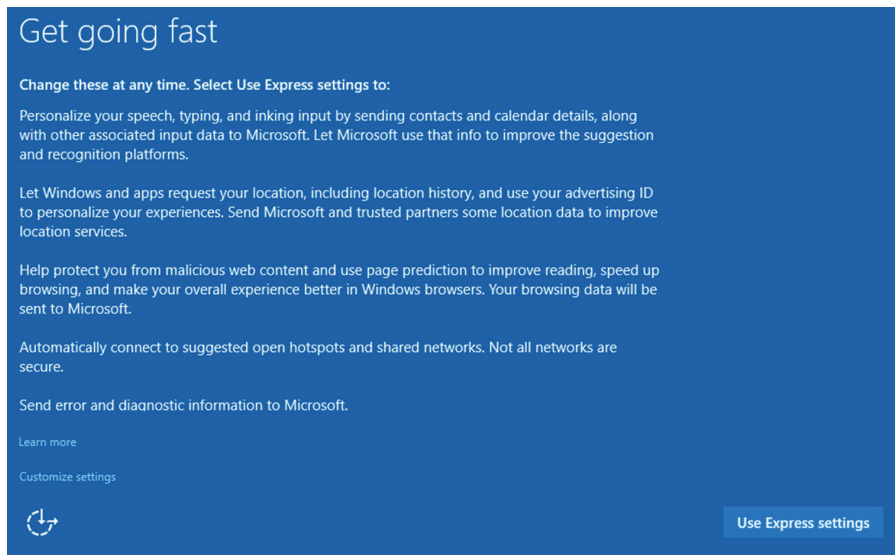 Get going fast
Change these at any time. Select Use Express settings to:
Personalize your speech, typing, and inking input by sending contacts and calendar details, along
with other associated input data to Microsoft. Let Microsoft use that info to improve the suggestion
and recognition platforms.
Let Windows and apps request your location, including location history, and use your advertising ID
to personalize your experiences. Send Microsoft and trusted partners some location data to improve
location services.
Help protect you from malicious web content and use page prediction to improve reading, speed up
browsing, and make your overall experience better in Windows browsers. Your browsing data will be
sent to Microsoft.
Automatically connect to suggested open hotspots and shared networks. Not all networks are
secure.
Send error and diagnostic information to Microsoft.
Learn more
Customize settings
Use Express settings